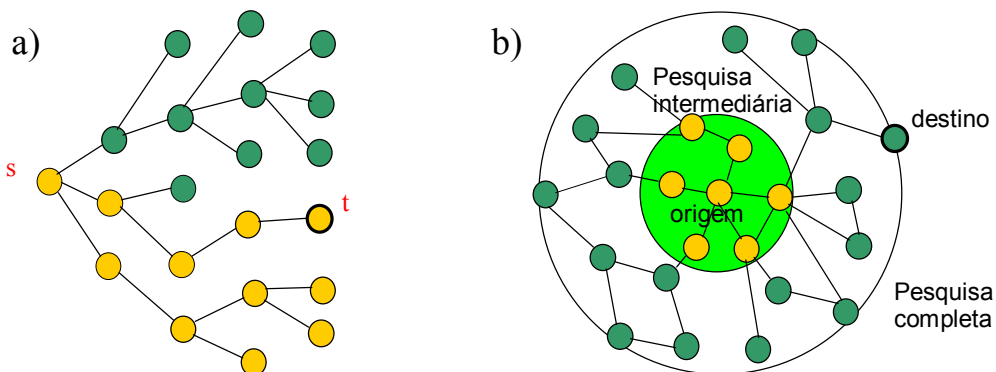 a)
s
t
b)
Pesquisa
intermediária
destino
origem
Pesquisa
completa